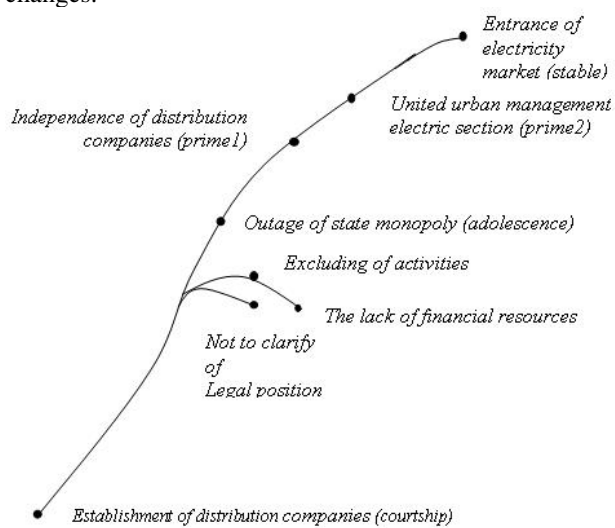 changes.
Entrance of
electricity
market (stable)
Independence of distribution
companies (prime1)
United urban management
electric section (prime2)
Outage of state monopoly (adolescence)
Excluding of activities
The lack of financial resources
Not to clarify
of
Legal position
Establishment of distribution companies (courtship)